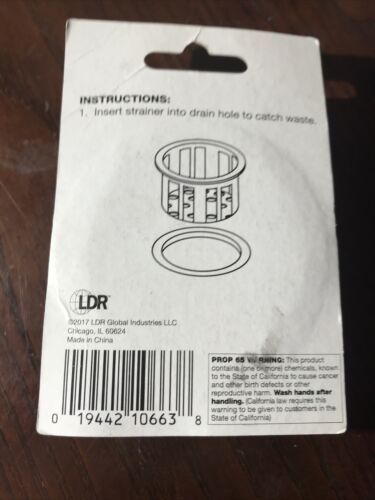 INSTRUCTIONS:
1. Insert strainer into drain hole to catch waste.
LDR
©2017 LDR Global Industries LLC
Chicago, IL 60624
Made in China
PROP 65 WARNING: This product
contains (one or more) chemicals, known
to the State of California to cause cancer
and other birth defects or other
reproductive harm. Wash hands after
handling. (California law requires this
warning to be given to customers in the
State of California)
0 19442 10663 8